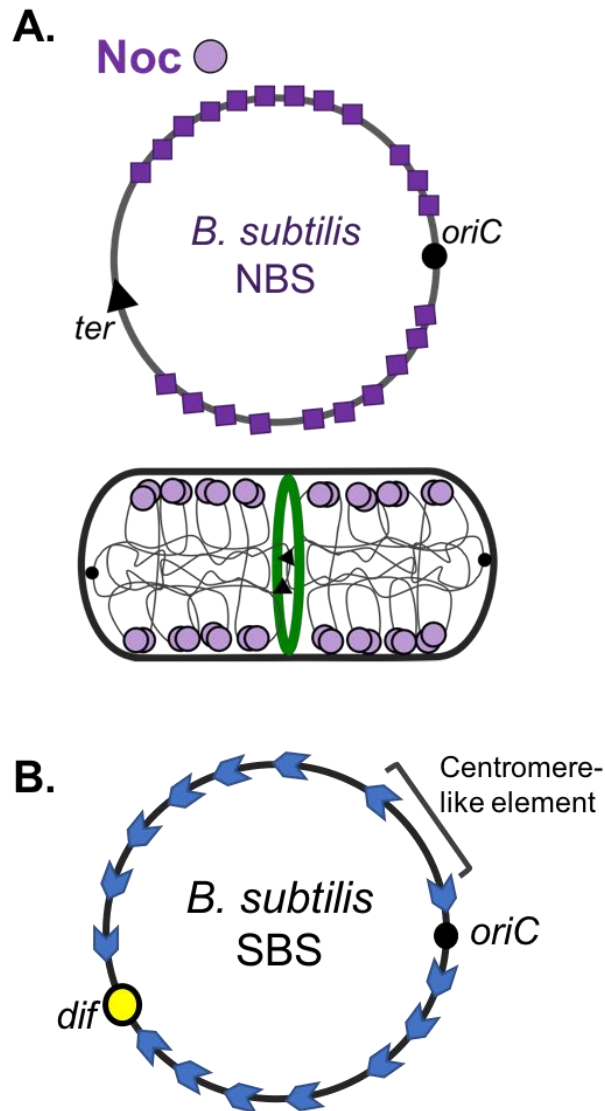 A.
Noc
B. subtilis
NBS
oriC
ter
B.
Centromere-
like element
B. subtilis
SBS
oriC
dif